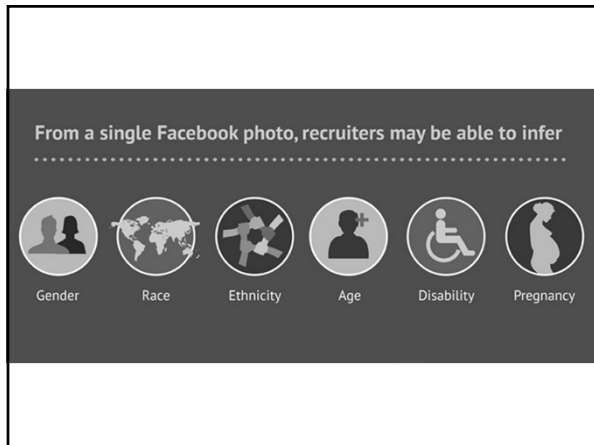 From a single Facebook photo, recruiters may be able to infer
Gender Race Ethnicity Age Disability Pregnancy